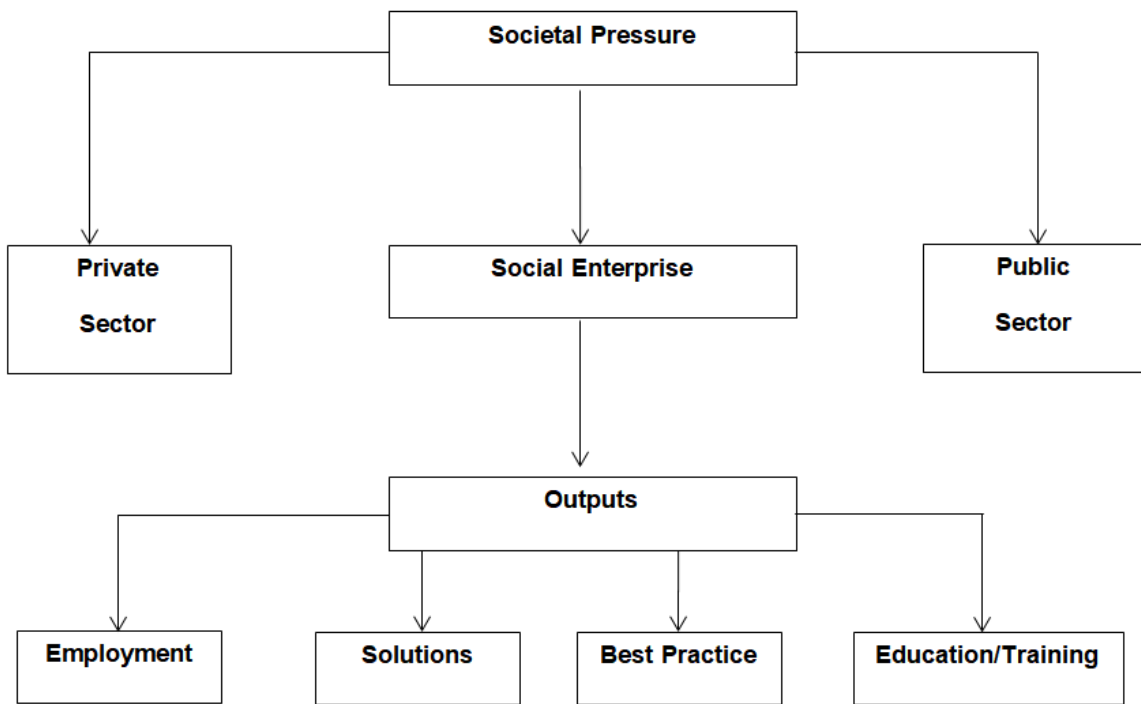 Societal Pressure
Private
Sector
Social Enterprise
Public
Sector
Outputs
Employment
Solutions
Best Practice
Education/Training